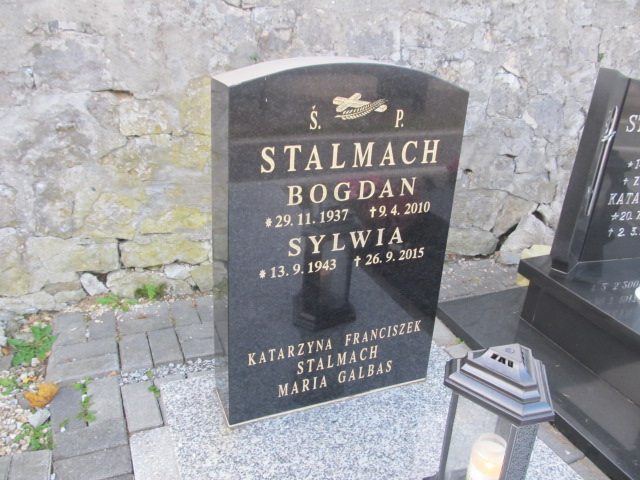 Ś. P.
STALMACH
BOGDAN
* 29. 11. 1937 † 9. 4. 2010
SYLWIA
* 13. 9. 1943 † 26. 9. 2015
KATARZYNA FRANCISZEK
STALMACH
MARIA GALBAS